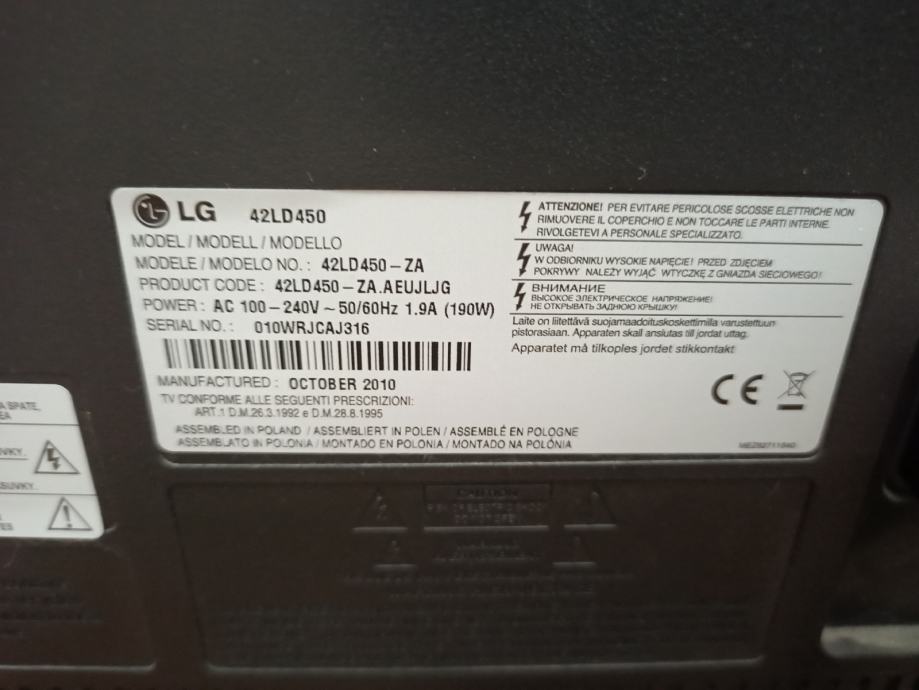 LG 42LD450
MODEL / MODELL / MODELLO
MODELE / MODELO NO. : 42LD450-ZA
PRODUCT CODE : 42LD450-ZA.AEUJLJG
POWER : AC 100-240V ~ 50/60Hz 1.9A (190W)
SERIAL NO. : 010WRJCAJ316
MANUFACTURED : OCTOBER 2010
TV CONFORME ALLE SEGUENTI PRESCRIZIONI:
ART.1 D.M.26.3.1992 e D.M.28.8.1995
ASSEMBLED IN POLAND / ASSEMBLIERT IN POLEN / ASSEMBLÉ EN POLOGNE
ASSEMBLATO IN POLONIA / MONTADO EN POLONIA / MONTADO NA POLÓNIA
ATTENZIONE! PER EVITARE PERICOLOSE SCOSSE ELETTRICHE NON
RIMUOVERE IL COPERCHIO E NON TOCCARE LE PARTI INTERNE.
RIVOLGETEVI A PERSONALE SPECIALIZZATO.
UWAGA!
W ODBIORNIKU WYSOKIE NAPIĘCIE! PRZED ZDJĘCIEM
POKRYWY NALEŻY WYJĄĆ WTYCZKĘ Z GNIAZDA SIECIOWEGO!
ВНИМАНИЕ
ВЫСОКОЕ ЭЛЕКТРИЧЕСКОЕ НАПРЯЖЕНИЕ!
НЕ ОТКРЫВАТЬ ЗАДНЮЮ КРЫШКУ!
Laite on liitettävä suojamaadoituskoskettimilla varustettuun
pistorasiaan. Apparaten skall anslutas till jordat uttag.
Apparatet må tilkoples jordet stikkontakt
CE
SPATE,
CAUTION